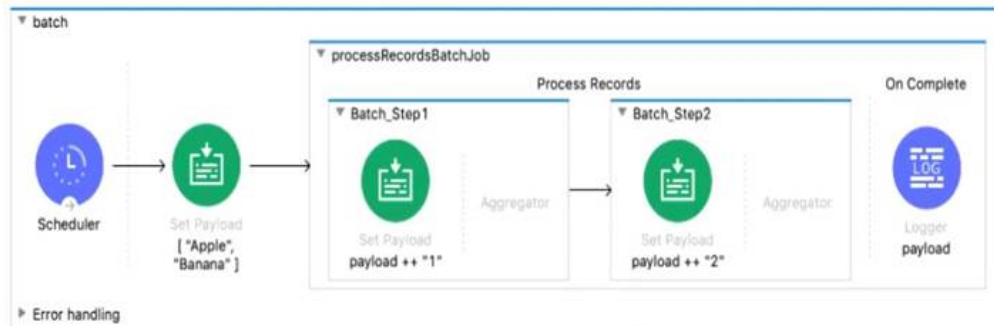 batch
processRecordsBatchJob
Process Records
On Complete
Batch_Step1
Batch_Step2
Scheduler
Set Payload
[ "Apple",
"Banana" ]
Set Payload
payload ++ "1"
Aggregator
Set Payload
payload ++ "2"
Aggregator
LOG
Logger
payload
Error handling